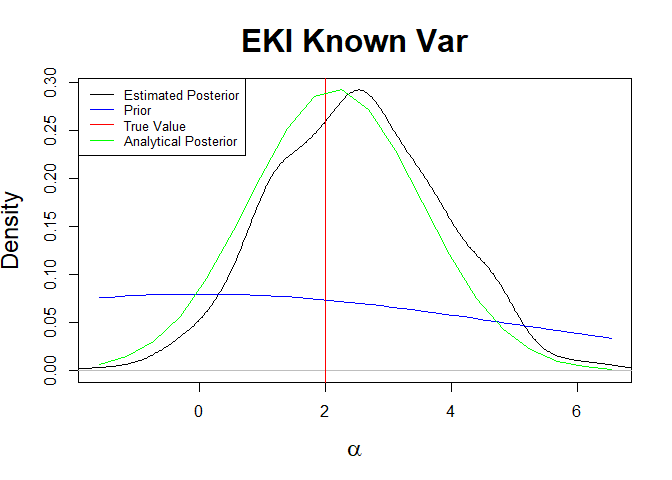 EKI Known Var
Estimated Posterior
Prior
True Value
Analytical Posterior
Density
0.00
0.05
0.10
0.15
0.20
0.25
0.30
0
2
4
6
α